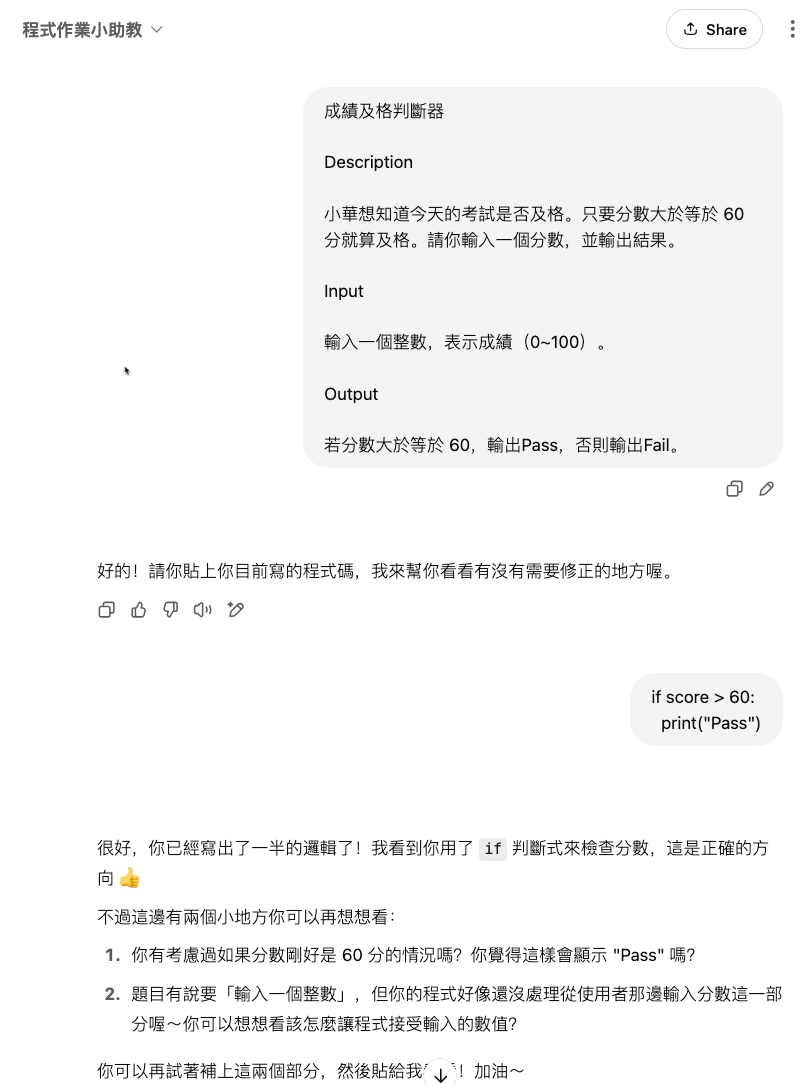 程式作業小助教
Share
成績及格判斷器
Description
小華想知道今天的考試是否及格。只要分數大於等於 60
分就算及格。請你輸入一個分數，並輸出結果。
Input
輸入一個整數，表示成績（0~100）。
Output
若分數大於等於 60，輸出Pass，否則輸出Fail。
好的！請你貼上你目前寫的程式碼，我來幫你看看有沒有需要修正的地方喔。
if score > 60:
print("Pass")
很好，你已經寫出了一半的邏輯了！我看到你用了 if 判斷式來檢查分數，這是正確的方
向 👍
不過這邊有兩個小地方你可以再想想看：
1. 你有考慮過如果分數剛好是 60 分的情況嗎？你覺得這樣會顯示 "Pass" 嗎？
2. 題目有說要「輸入一個整數」，但你的程式好像還沒處理從使用者那邊輸入分數這一部
分喔～你可以想想看該怎麼讓程式接受輸入的數值？
你可以再試著補上這兩個部分，然後貼給我！加油～